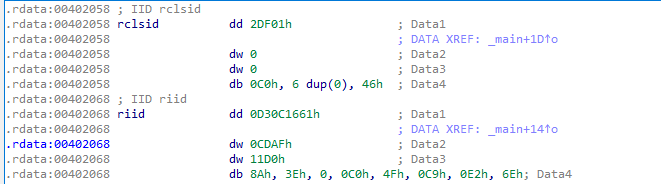 .rdata:00402058 ; IID rclsid
.rdata:00402058 rclsid dd 2DF01h ; Data1
.rdata:00402058 ; DATA XREF: _main+1D↑o
.rdata:00402058 dw 0 ; Data2
.rdata:00402058 dw 0 ; Data3
.rdata:00402058 db 0C0h, 6 dup(0), 46h ; Data4
.rdata:00402068 ; IID riid
.rdata:00402068 riid dd 0D30C1661h ; Data1
.rdata:00402068 ; DATA XREF: _main+14↑o
.rdata:00402068 dw 0CDAFh ; Data2
.rdata:00402068 dw 11D0h ; Data3
.rdata:00402068 db 8Ah, 3Eh, 0, 0C0h, 4Fh, 0C9h, 0E2h, 6Eh; Data4